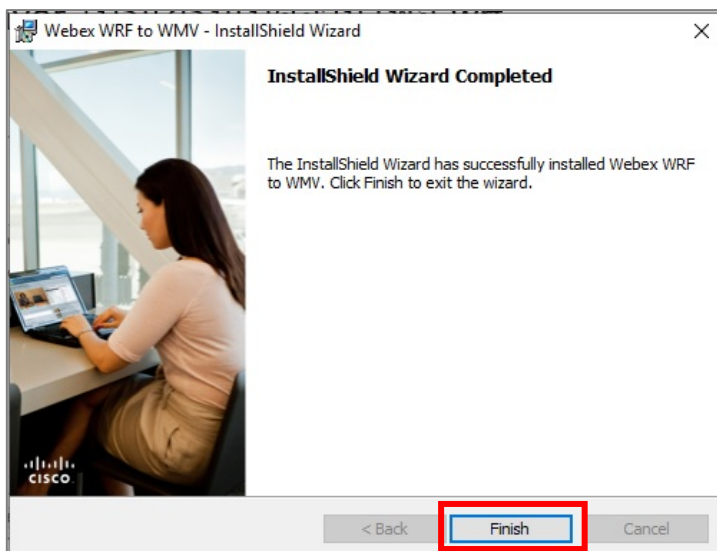 Webex WRF to WMV - InstallShield Wizard
InstallShield Wizard Completed
The InstallShield Wizard has successfully installed Webex WRF
to WMV. Click Finish to exit the wizard.
CISCO
< Back
Finish
Cancel